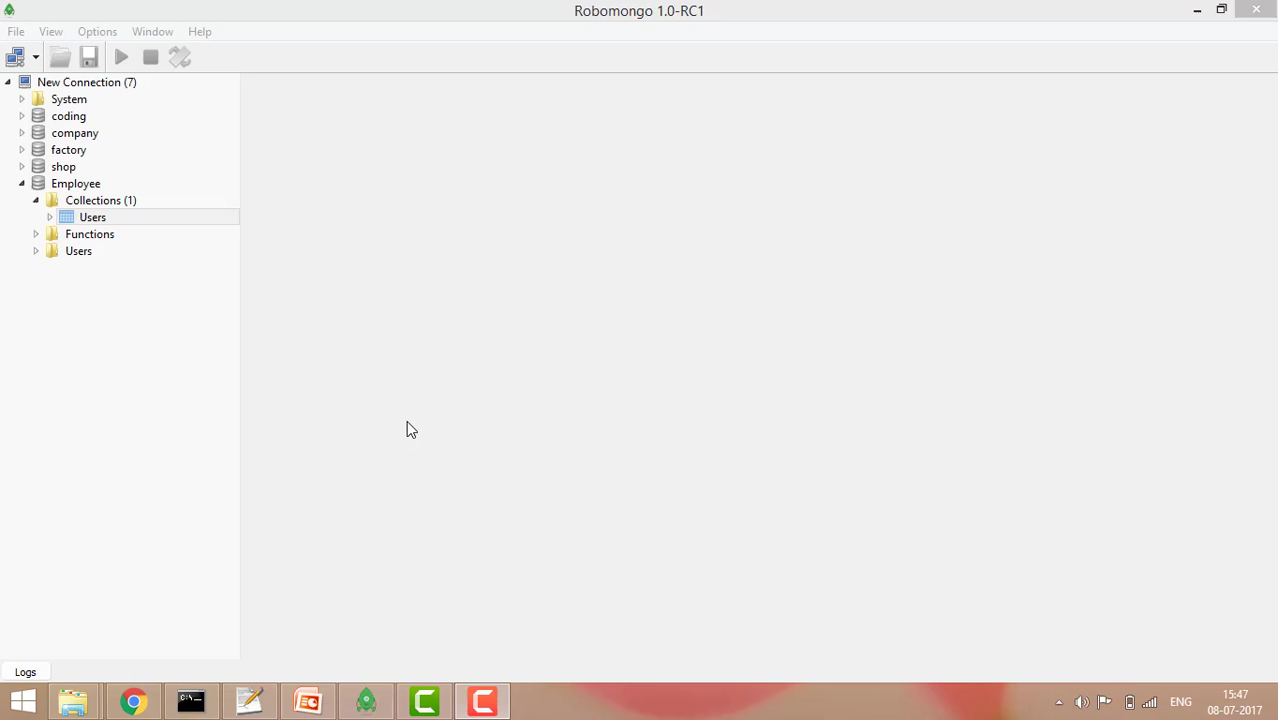 Robomongo 1.0-RC1
File View Options Window Help
New Connection (7)
System
coding
company
factory
shop
Employee
Collections (1)
Users
Functions
Users
Logs
ENG
15:47
08-07-2017